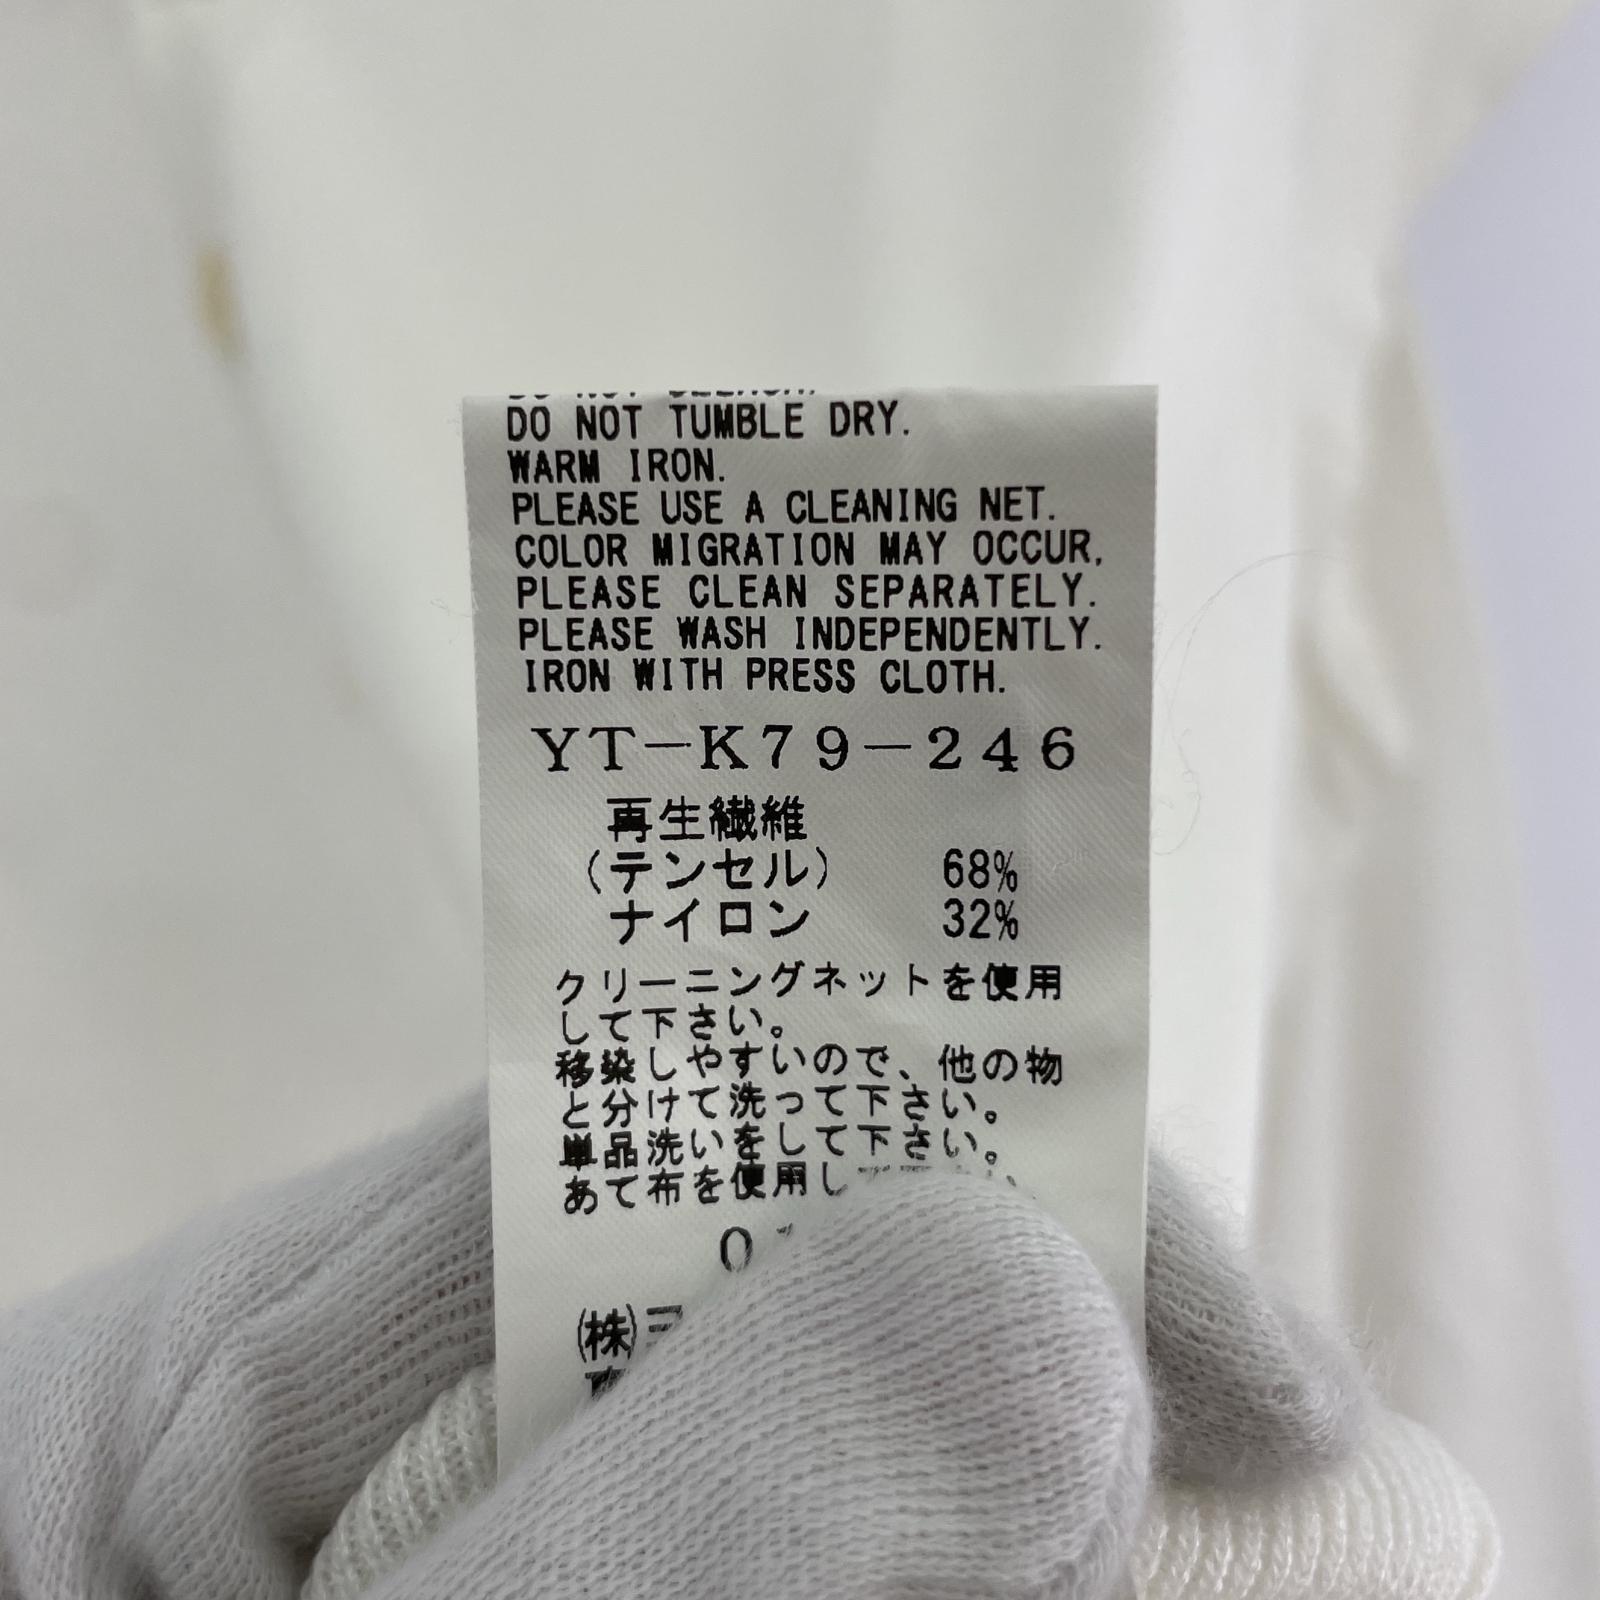 DO NOT TUMBLE DRY.
WARM IRON.
PLEASE USE A CLEANING NET.
COLOR MIGRATION MAY OCCUR,
PLEASE CLEAN SEPARATELY.
PLEASE WASH INDEPENDENTLY.
IRON WITH PRESS CLOTH.
YT-K79-246
再生繊維
(テンセル) 68%
ナイロン 32%
クリーニングネットを使用
して下さい。
移染しやすいので、他の物
と分けて洗って下さい。
単品洗いをして下さい。
あて布を使用し
0
(株)